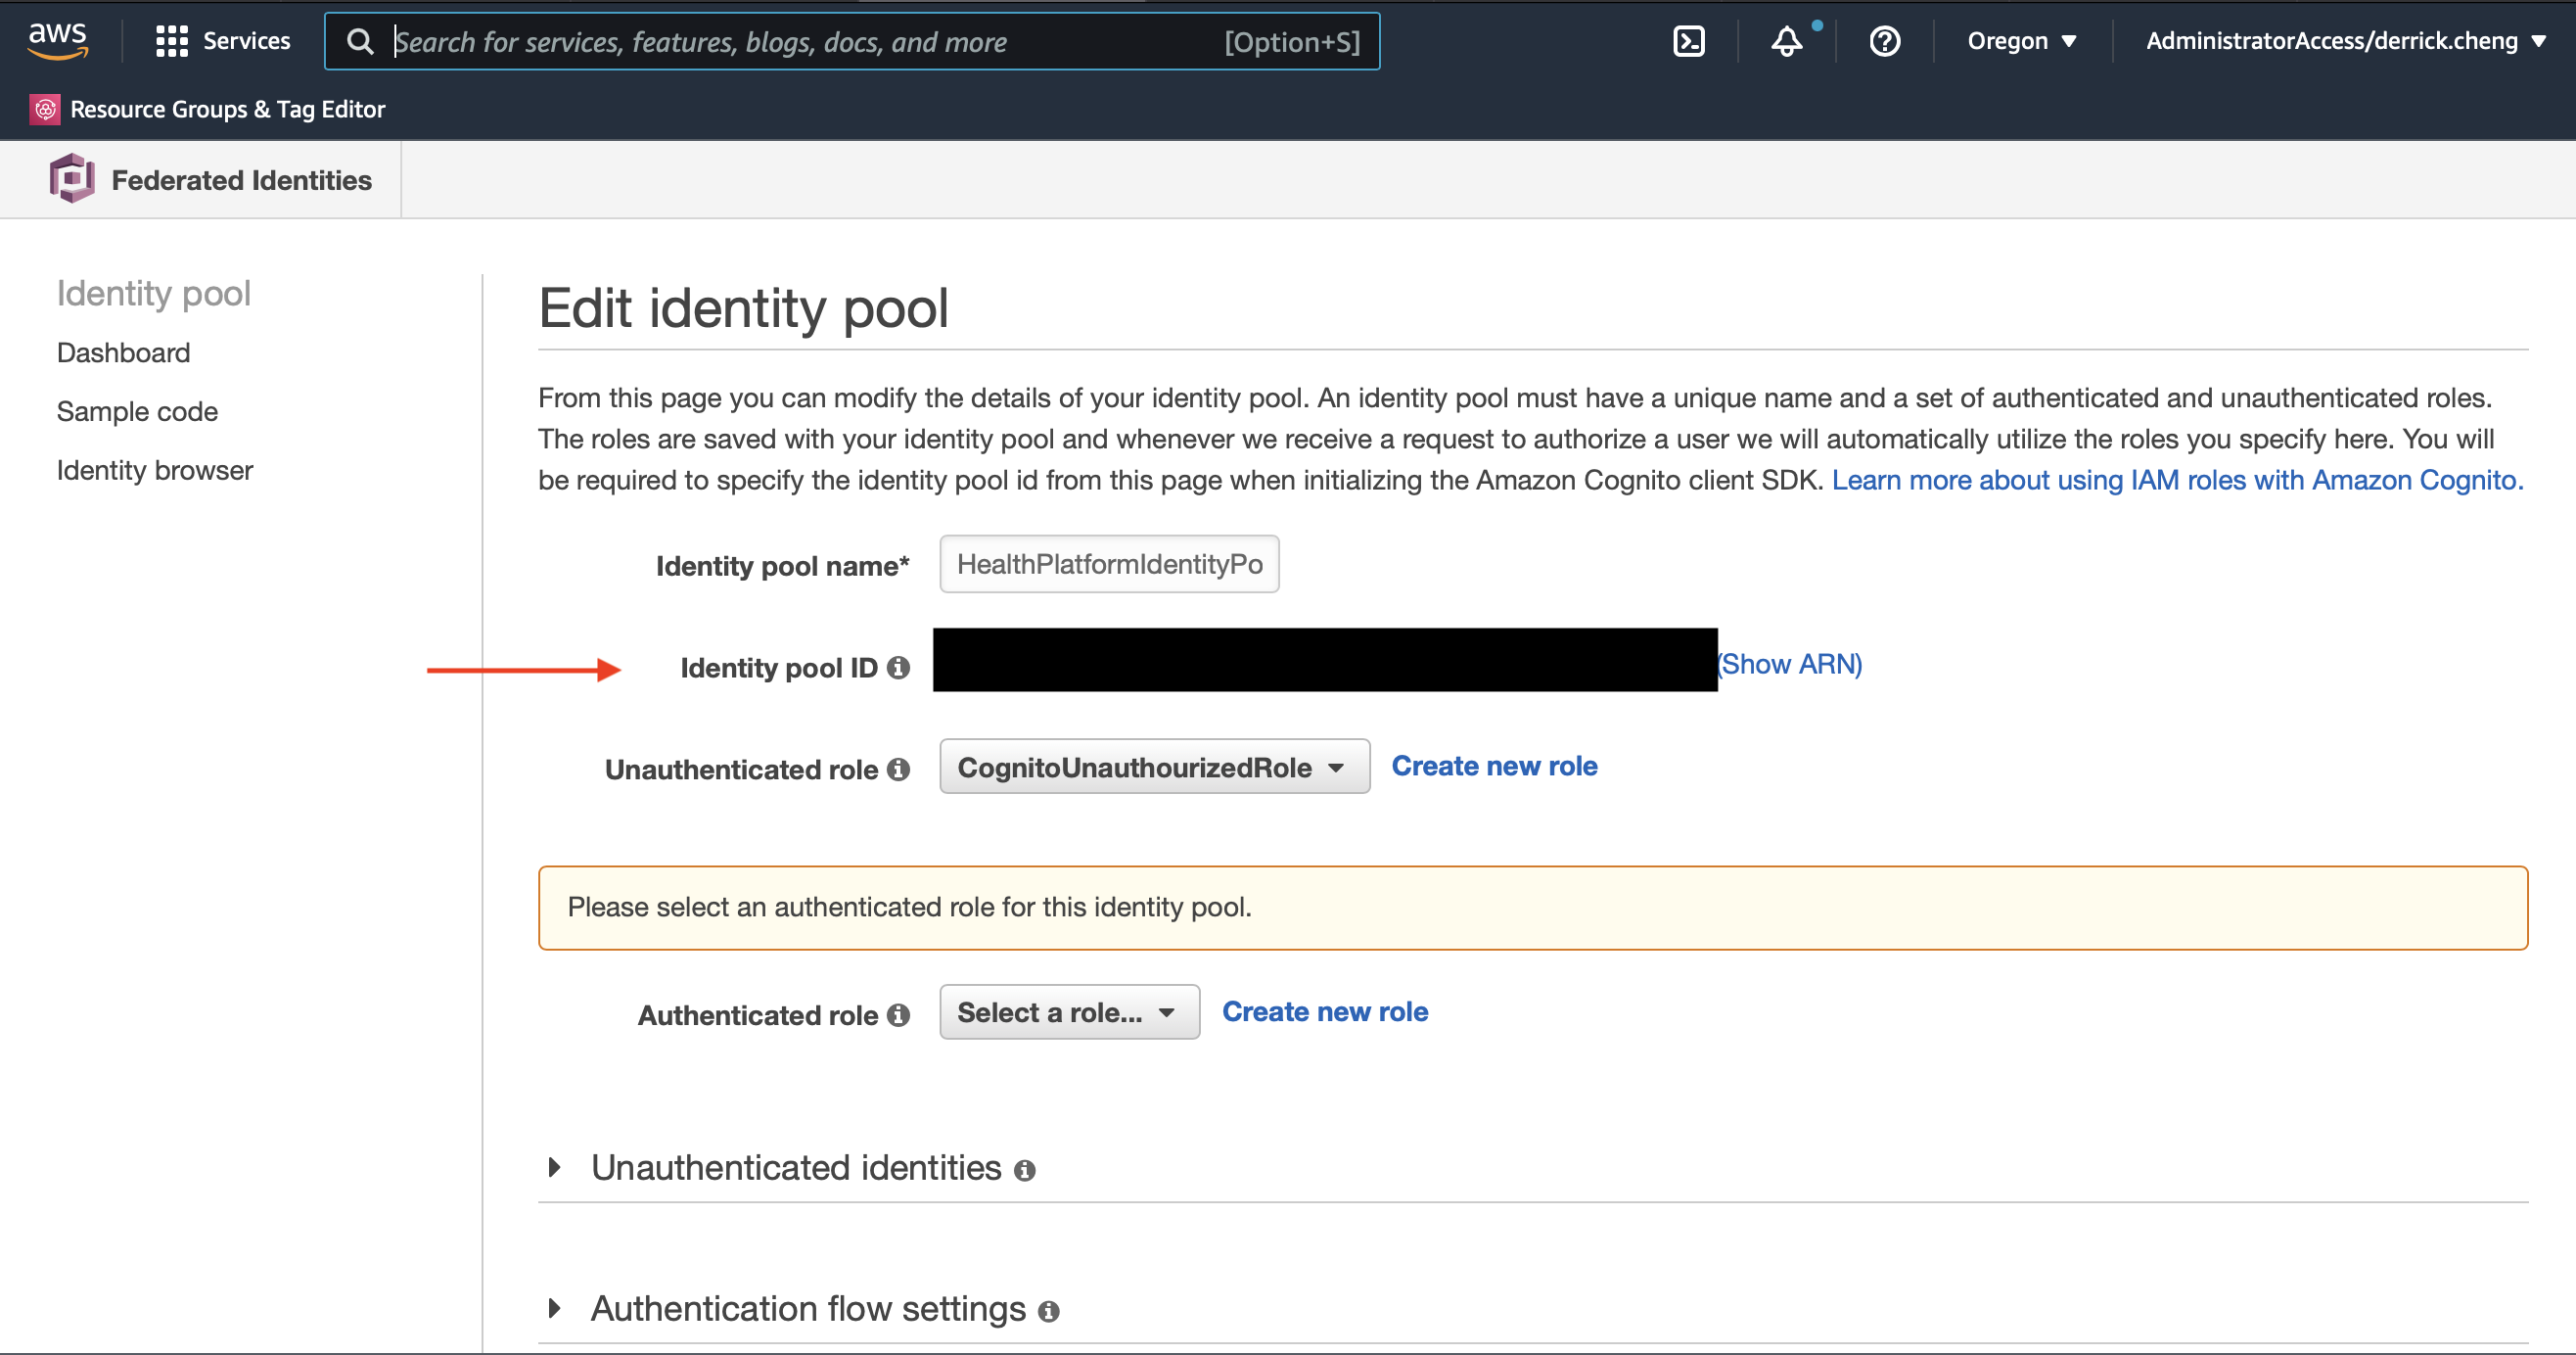 aws
Services
Search for services, features, blogs, docs, and more
[Option+S]
Oregon
AdministratorAccess/derrick.cheng
Resource Groups & Tag Editor
Federated Identities
Identity pool
Dashboard
Sample code
Identity browser
Edit identity pool
From this page you can modify the details of your identity pool. An identity pool must have a unique name and a set of authenticated and unauthenticated roles.
The roles are saved with your identity pool and whenever we receive a request to authorize a user we will automatically utilize the roles you specify here. You will
be required to specify the identity pool id from this page when initializing the Amazon Cognito client SDK. Learn more about using IAM roles with Amazon Cognito.
Identity pool name* HealthPlatformIdentityPo
Identity pool ID (Show ARN)
Unauthenticated role CognitoUnauthourizedRole Create new role
Please select an authenticated role for this identity pool.
Authenticated role Select a role... Create new role
Unauthenticated identities
Authentication flow settings